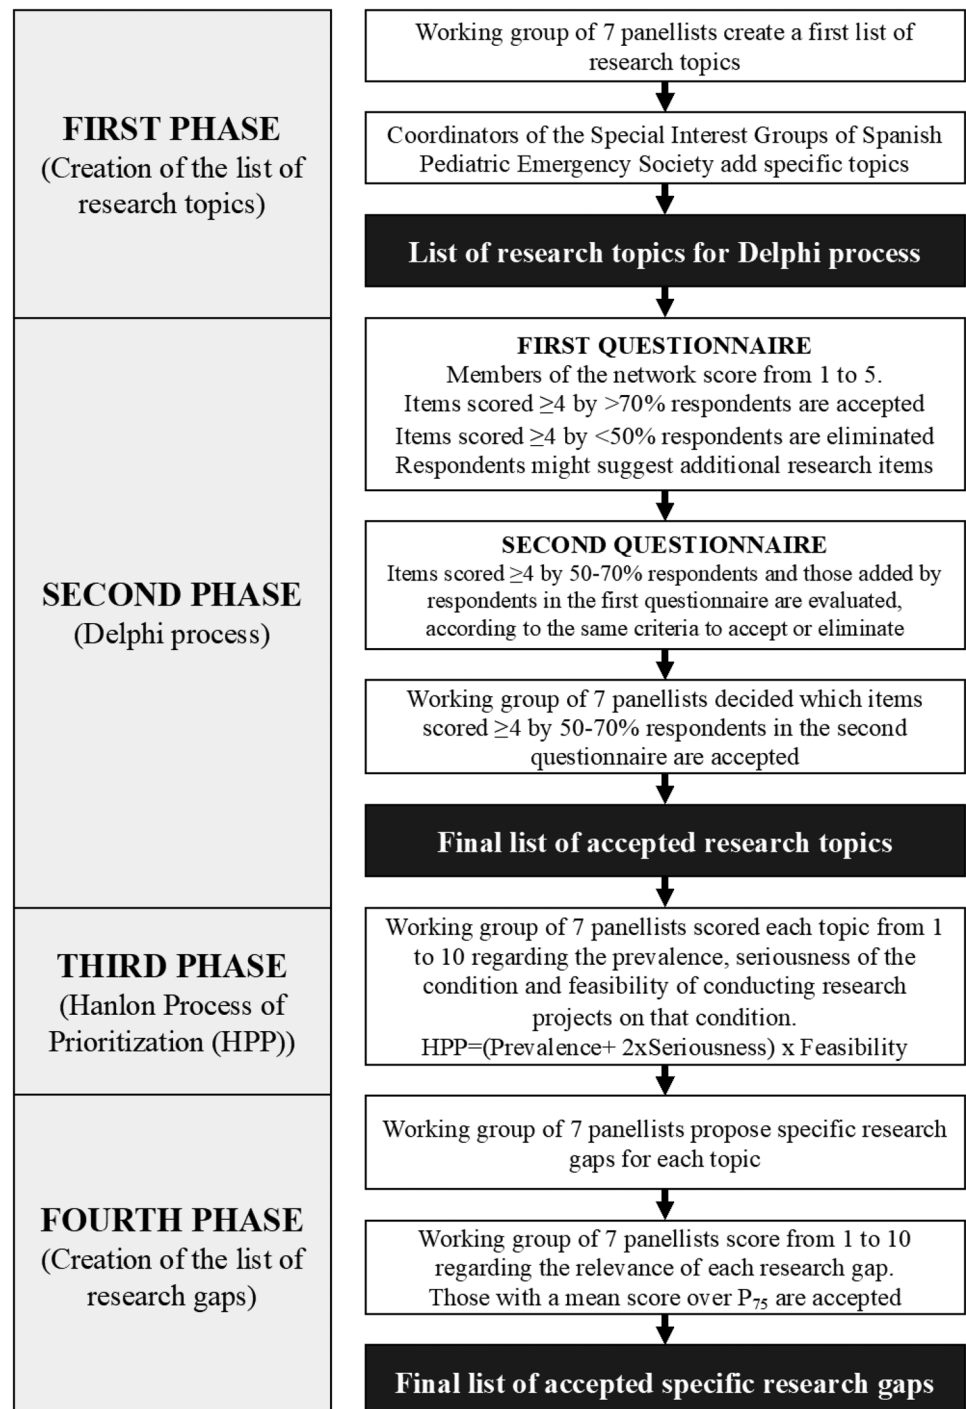 FIRST PHASE
(Creation of the list of
research topics)
Working group of 7 panellists create a first list of
research topics
Coordinators of the Special Interest Groups of Spanish
Pediatric Emergency Society add specific topics
List of research topics for Delphi process
SECOND PHASE
(Delphi process)
FIRST QUESTIONNAIRE
Members of the network score from 1 to 5.
Items scored ≥4 by >70% respondents are accepted
Items scored ≥4 by <50% respondents are eliminated
Respondents might suggest additional research items
SECOND QUESTIONNAIRE
Items scored ≥4 by 50-70% respondents and those added by
respondents in the first questionnaire are evaluated,
according to the same criteria to accept or eliminate
Working group of 7 panellists decided which items
scored ≥4 by 50-70% respondents in the second
questionnaire are accepted
Final list of accepted research topics
THIRD PHASE
(Hanlon Process of
Prioritization (HPP))
Working group of 7 panellists scored each topic from 1
to 10 regarding the prevalence, seriousness of the
condition and feasibility of conducting research
projects on that condition.
HPP=(Prevalence+ 2xSeriousness) x Feasibility
FOURTH PHASE
(Creation of the list of
research gaps)
Working group of 7 panellists propose specific research
gaps for each topic
Working group of 7 panellists score from 1 to 10
regarding the relevance of each research gap.
Those with a mean score over P₇₅ are accepted
Final list of accepted specific research gaps